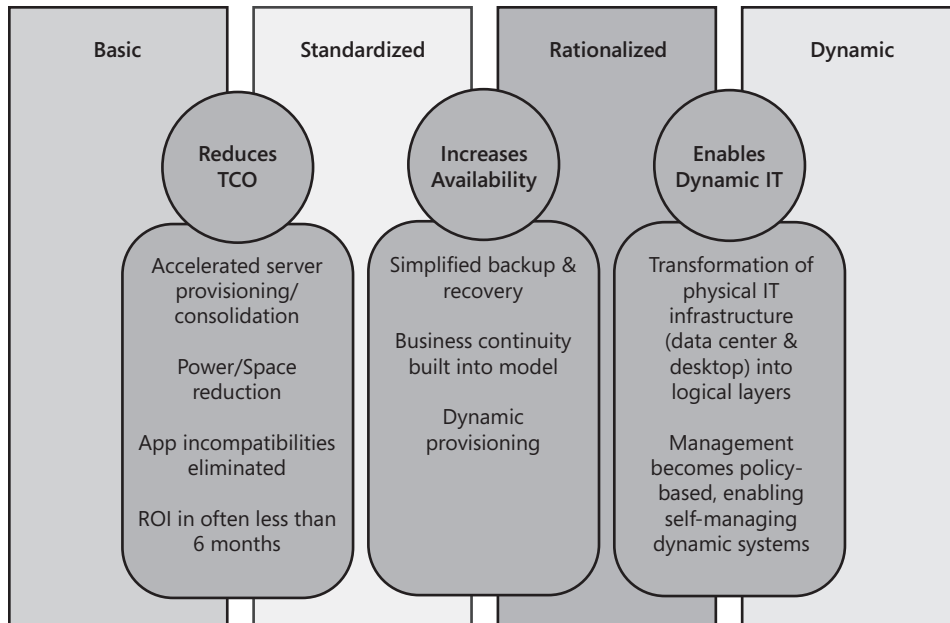 Basic
Standardized
Rationalized
Dynamic
Reduces
TCO
Accelerated server
provisioning/
consolidation
Power/Space
reduction
App incompatibilities
eliminated
ROI in often less than
6 months
Increases
Availability
Simplified backup &
recovery
Business continuity
built into model
Dynamic
provisioning
Enables
Dynamic IT
Transformation of
physical IT
infrastructure
(data center &
desktop) into
logical layers
Management
becomes policy-
based, enabling
self-managing
dynamic systems